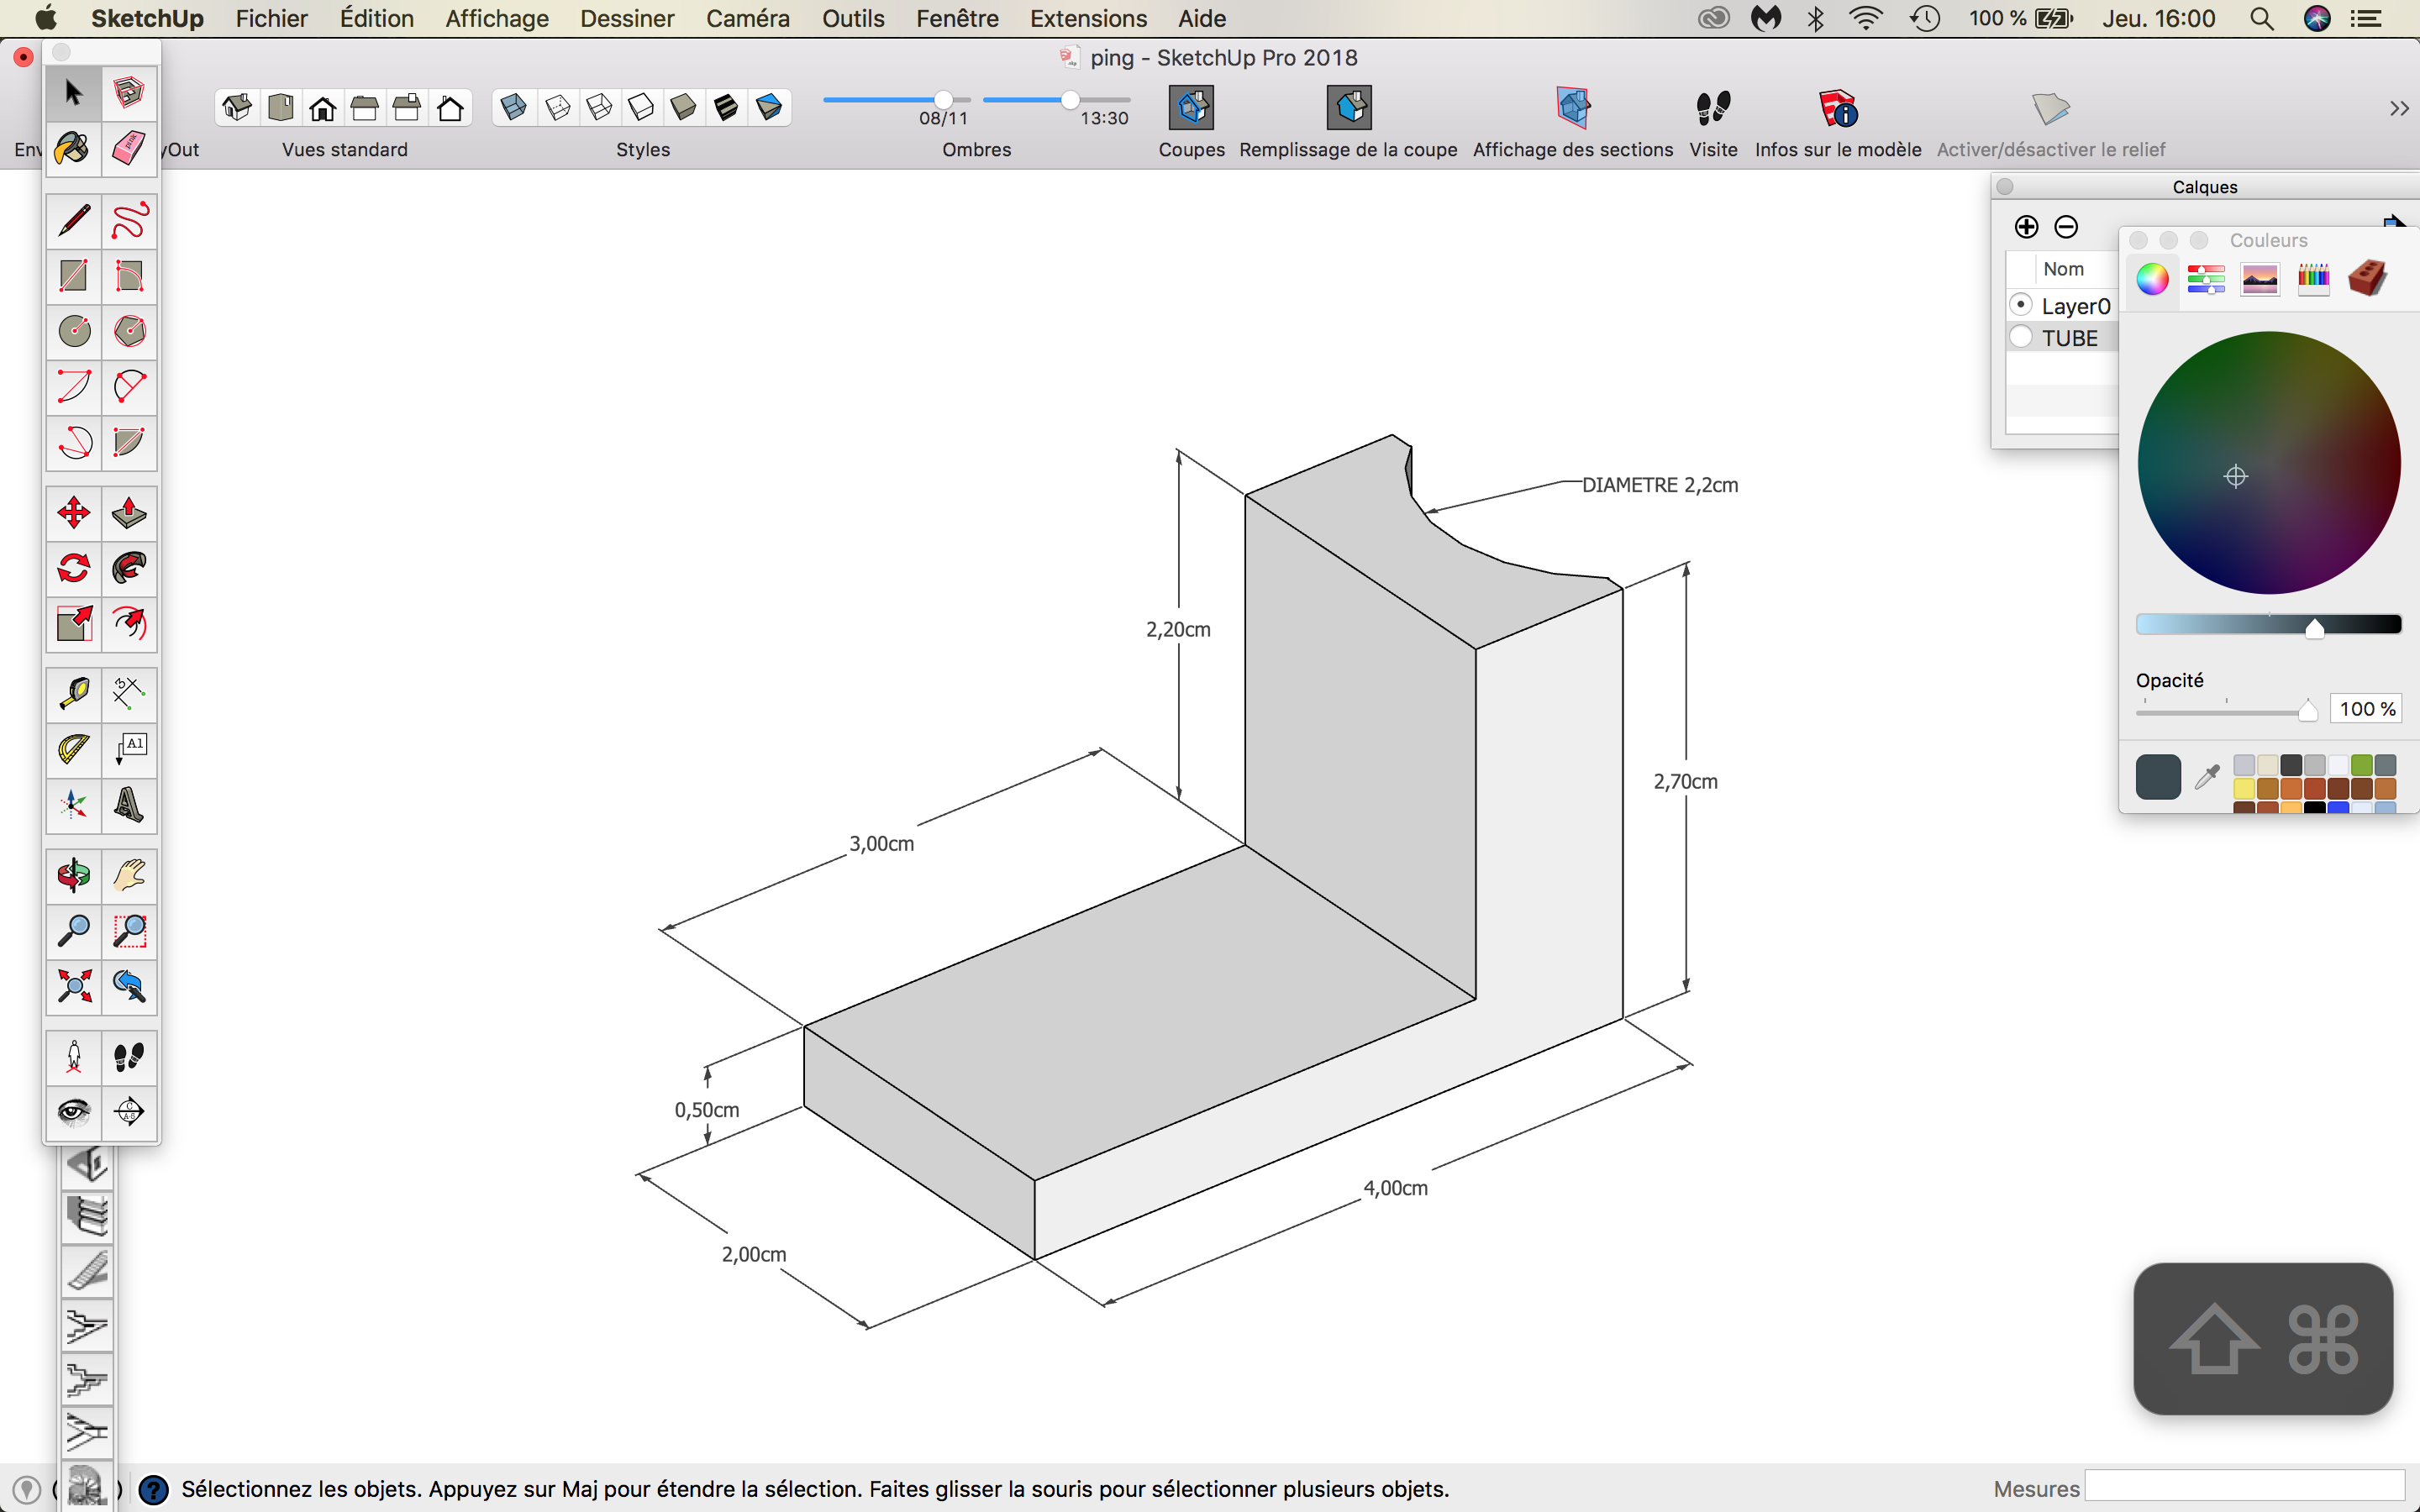 SketchUp Fichier Édition Affichage Dessiner Caméra Outils Fenêtre Extensions Aide 100 % Jeu. 16:00
ping - SketchUp Pro 2018
08/11 13:30
Env yOut Vues standard Styles Ombres Coupes Remplissage de la coupe Affichage des sections Visite Infos sur le modèle Activer/désactiver le relief
Calques
Couleurs
Nom
Layer0
TUBE
DIAMETRE 2,2cm
2,20cm
Opacité
100 %
A1
3
2,70cm
3,00cm
0,50cm
4,00cm
2,00cm
Sélectionnez les objets. Appuyez sur Maj pour étendre la sélection. Faites glisser la souris pour sélectionner plusieurs objets.
Mesures